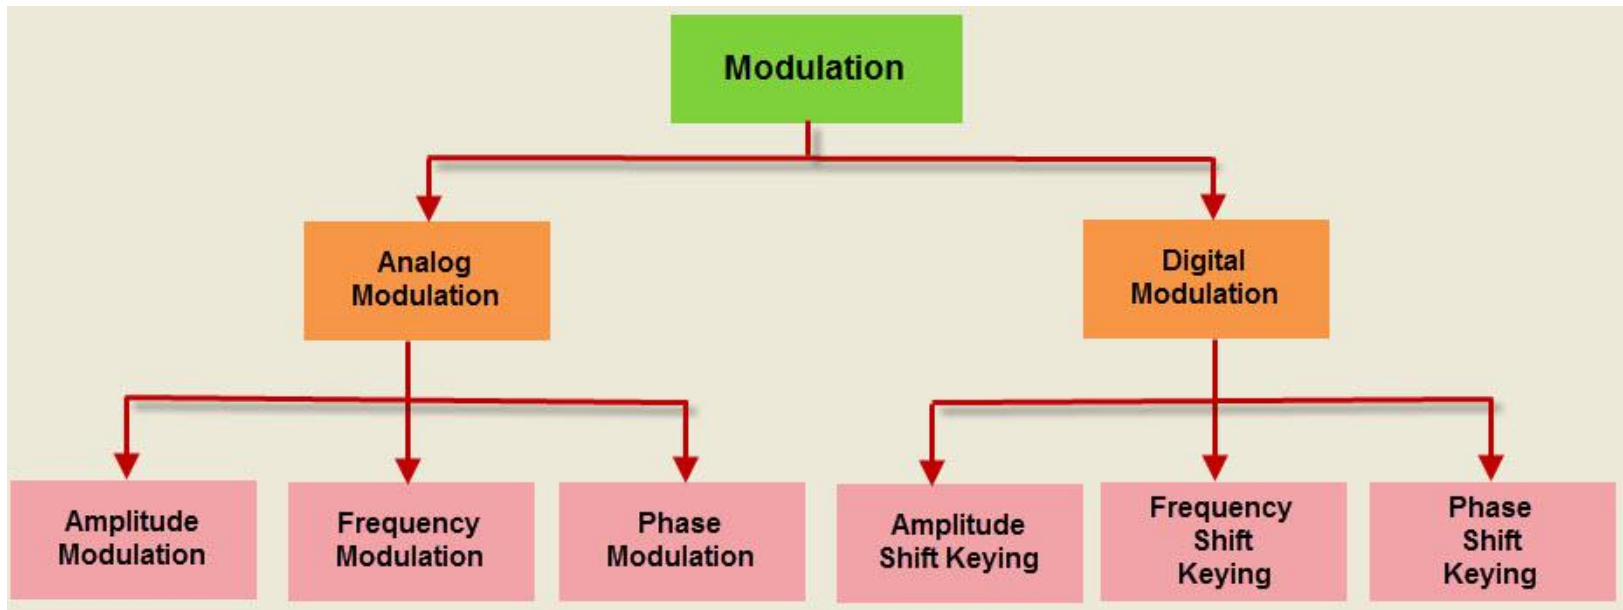 Modulation
Analog
Modulation
Digital
Modulation
Amplitude
Modulation
Frequency
Modulation
Phase
Modulation
Amplitude
Shift Keying
Frequency
Shift
Keying
Phase
Shift
Keying